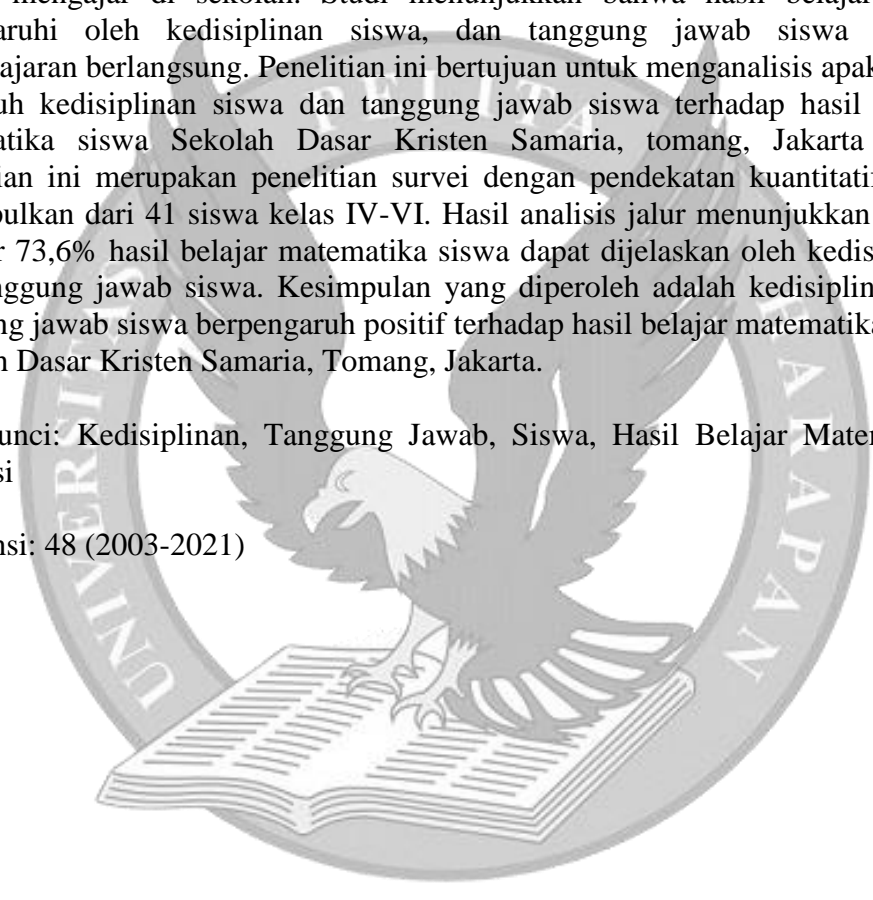 mengajar di sekolah. Studi menunjukkan bahwa hasil belajar
aruhi oleh kedisiplinan siswa, dan tanggung jawab siswa
ajaran berlangsung. Penelitian ini bertujuan untuk menganalisis apak
uh kedisiplinan siswa dan tanggung jawab siswa terhadap hasil
atika siswa Sekolah Dasar Kristen Samaria, tomang, Jakarta
ian ini merupakan penelitian survei dengan pendekatan kuantitatif
pulkan dari 41 siswa kelas IV-VI. Hasil analisis jalur menunjukkan
r 73,6% hasil belajar matematika siswa dapat dijelaskan oleh kedis
nggung jawab siswa. Kesimpulan yang diperoleh adalah kedisiplin
ng jawab siswa berpengaruh positif terhadap hasil belajar matematika
h Dasar Kristen Samaria, Tomang, Jakarta.
unci: Kedisiplinan, Tanggung Jawab, Siswa, Hasil Belajar Mater
si
nsi: 48 (2003-2021)
UNIVERSITAS PELITA HARAPAN